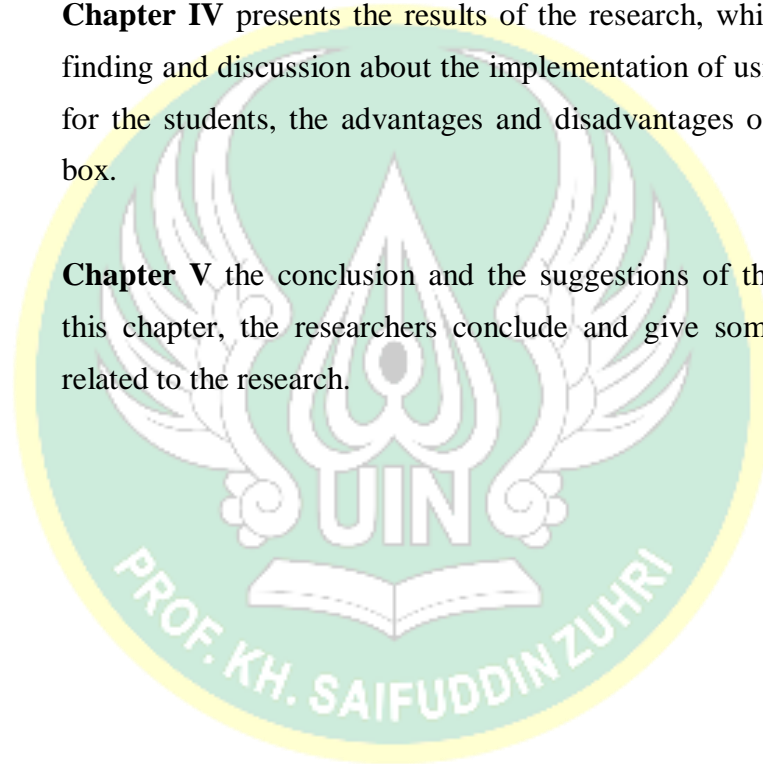 Chapter IV presents the results of the research, whi
finding and discussion about the implementation of us
for the students, the advantages and disadvantages o
box.
Chapter V the conclusion and the suggestions of th
this chapter, the researchers conclude and give som
related to the research.
UIN
PROF. KH. SAIFUDDIN ZUHRI